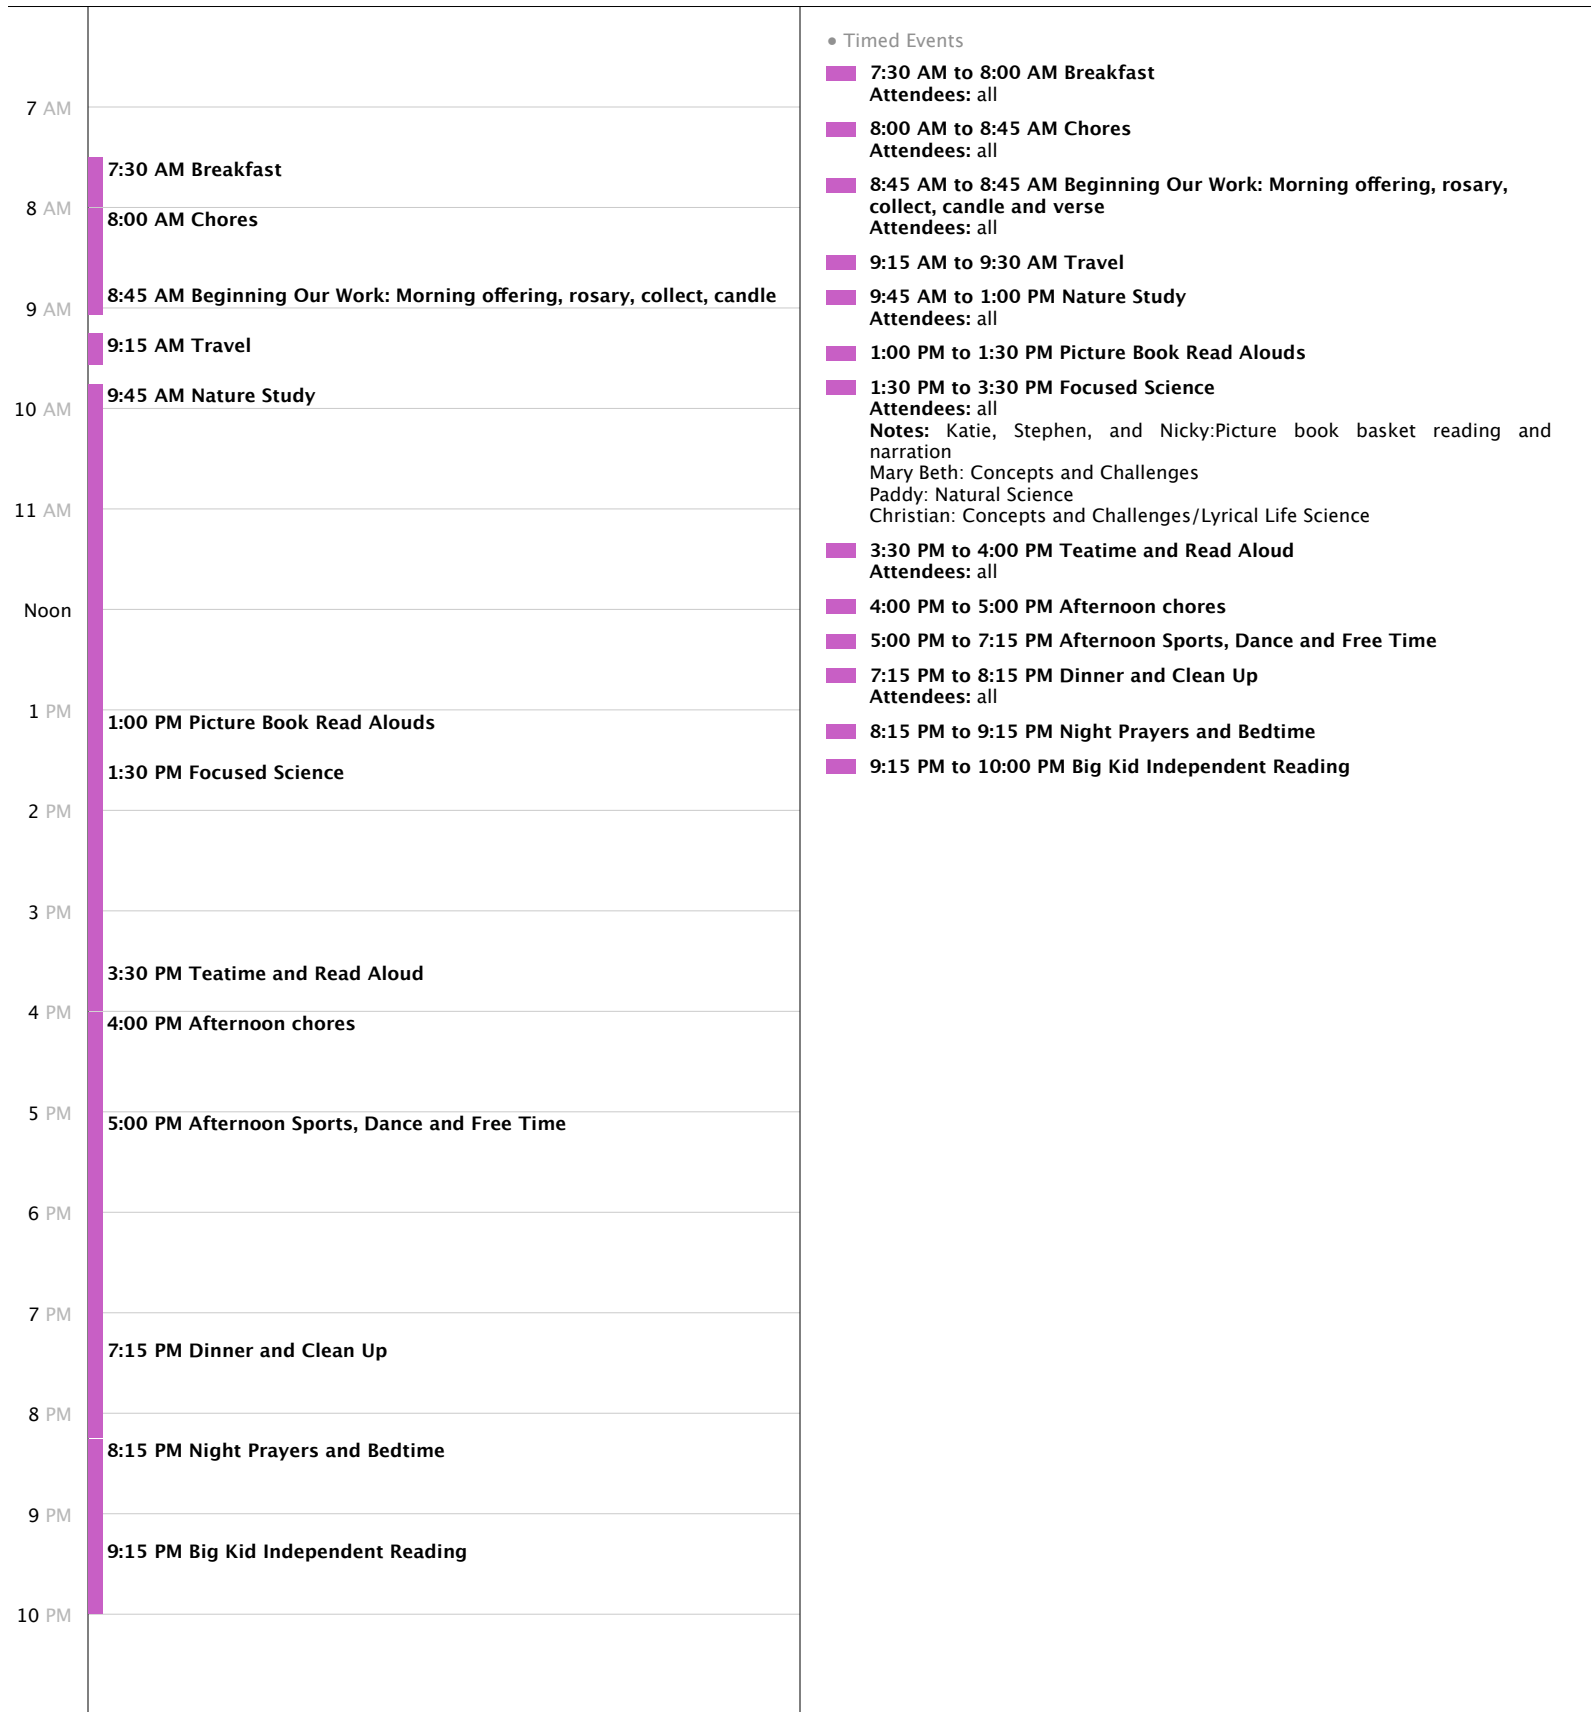 7 AM
7:30 AM Breakfast
8 AM
8:00 AM Chores
8:45 AM Beginning Our Work: Morning offering, rosary, collect, candle
9 AM
9:15 AM Travel
9:45 AM Nature Study
10 AM
11 AM
Noon
1 PM
1:00 PM Picture Book Read Alouds
1:30 PM Focused Science
2 PM
3 PM
3:30 PM Teatime and Read Aloud
4 PM
4:00 PM Afternoon chores
5 PM
5:00 PM Afternoon Sports, Dance and Free Time
6 PM
7 PM
7:15 PM Dinner and Clean Up
8 PM
8:15 PM Night Prayers and Bedtime
9 PM
9:15 PM Big Kid Independent Reading
10 PM
• Timed Events
7:30 AM to 8:00 AM Breakfast
Attendees: all
8:00 AM to 8:45 AM Chores
Attendees: all
8:45 AM to 8:45 AM Beginning Our Work: Morning offering, rosary,
collect, candle and verse
Attendees: all
9:15 AM to 9:30 AM Travel
9:45 AM to 1:00 PM Nature Study
Attendees: all
1:00 PM to 1:30 PM Picture Book Read Alouds
1:30 PM to 3:30 PM Focused Science
Attendees: all
Notes: Katie, Stephen, and Nicky:Picture book basket reading and
narration
Mary Beth: Concepts and Challenges
Paddy: Natural Science
Christian: Concepts and Challenges/Lyrical Life Science
3:30 PM to 4:00 PM Teatime and Read Aloud
Attendees: all
4:00 PM to 5:00 PM Afternoon chores
5:00 PM to 7:15 PM Afternoon Sports, Dance and Free Time
7:15 PM to 8:15 PM Dinner and Clean Up
Attendees: all
8:15 PM to 9:15 PM Night Prayers and Bedtime
9:15 PM to 10:00 PM Big Kid Independent Reading